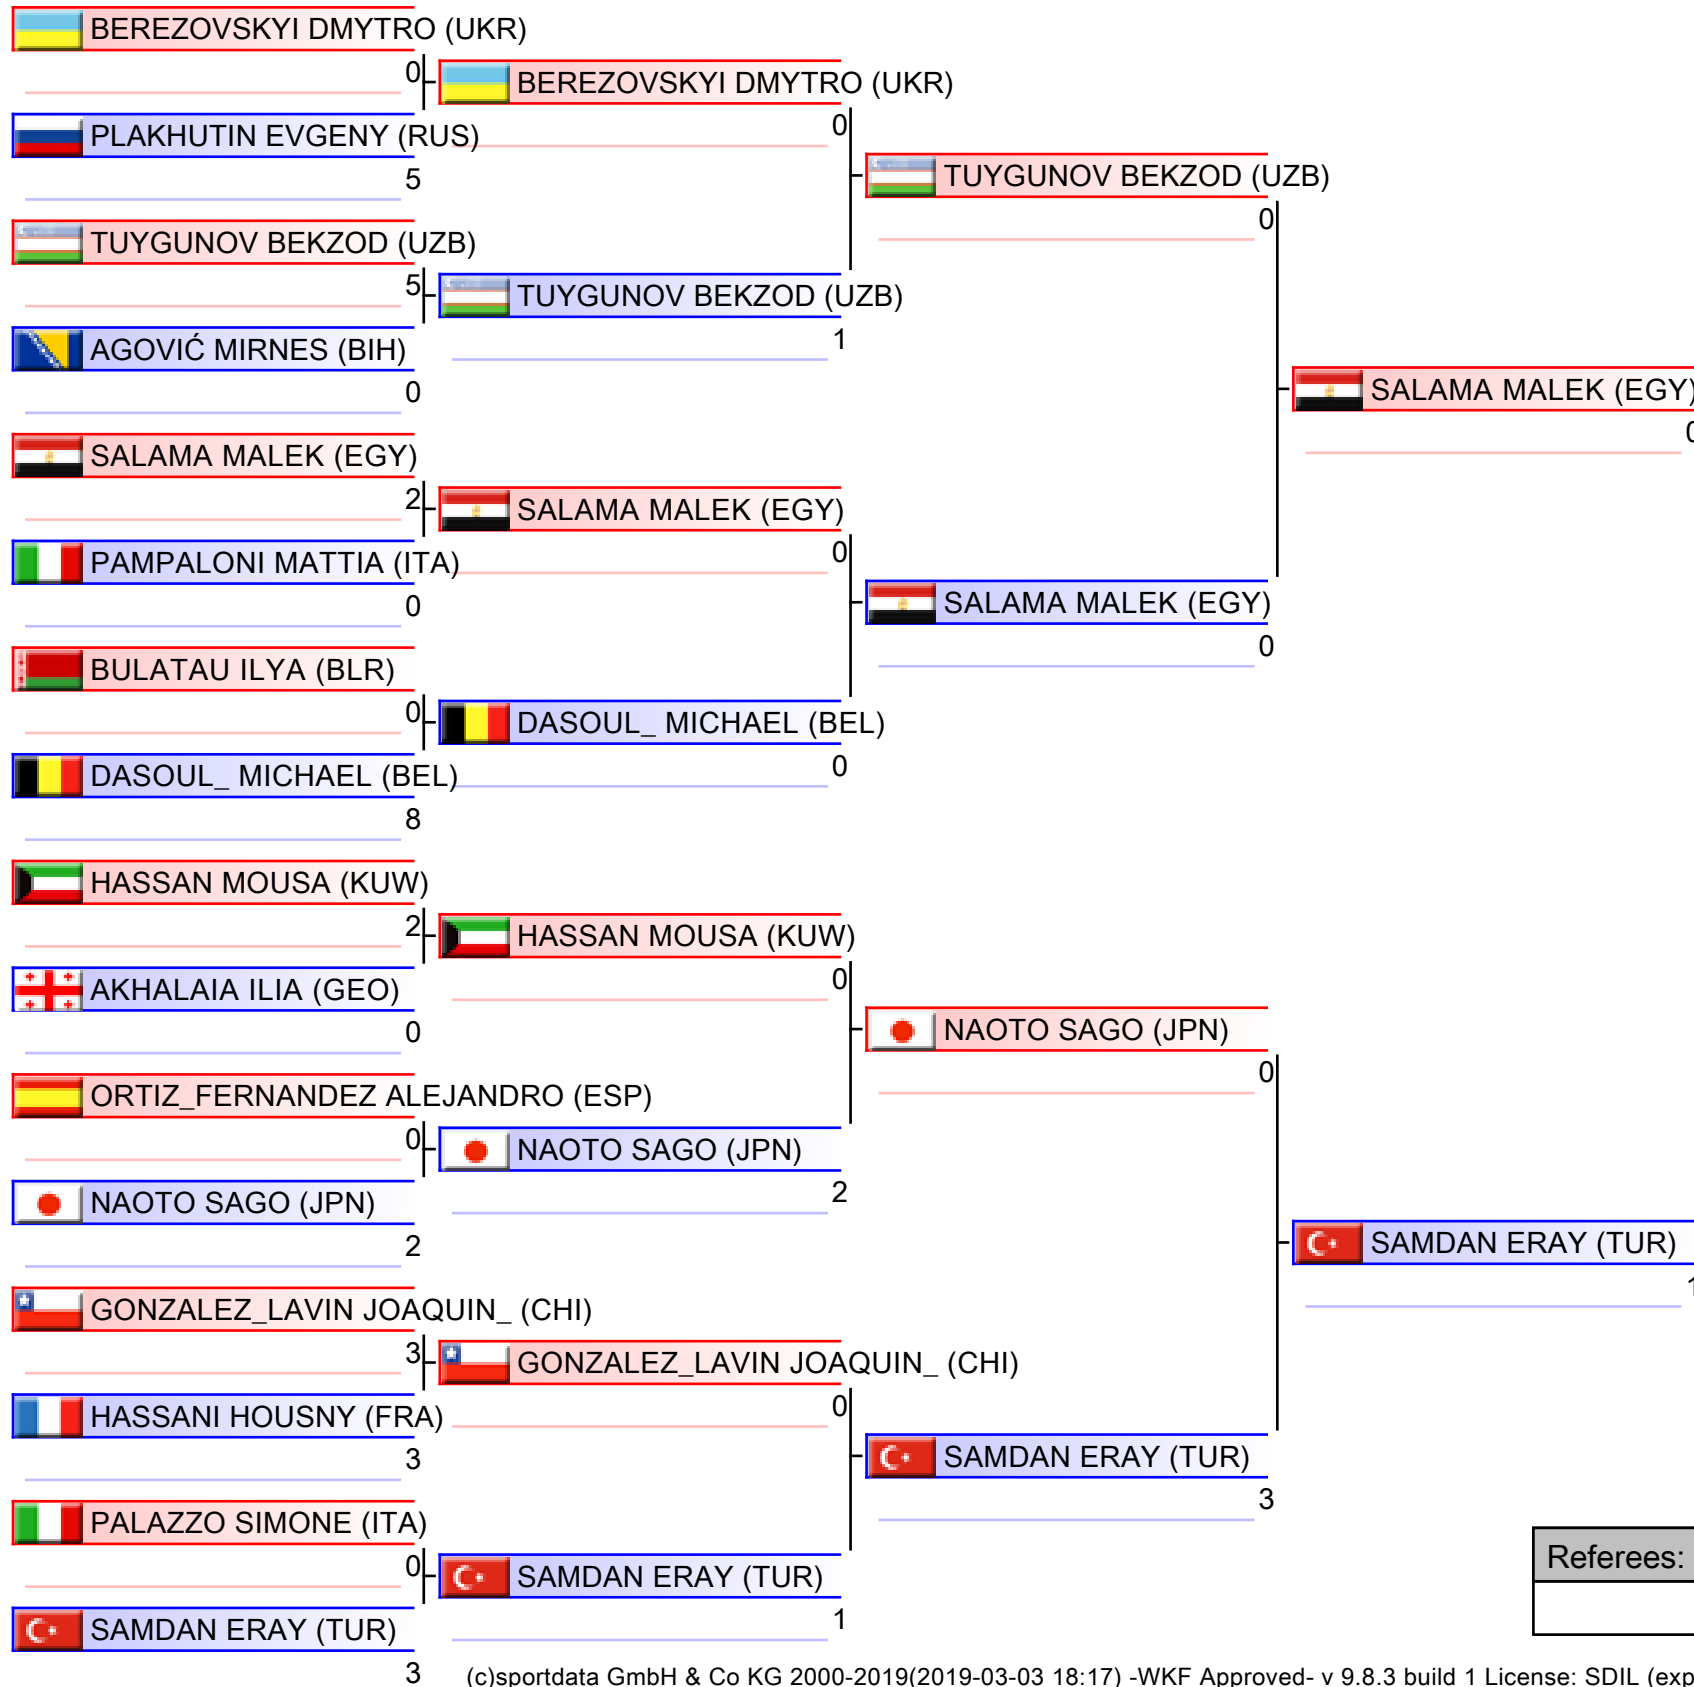 BEREZOVSKYI DMYTRO (UKR)
0
BEREZOVSKYI DMYTRO (UKR)
0
PLAKHUTIN EVGENY (RUS)
5
TUYGUNOV BEKZOD (UZB)
0
TUYGUNOV BEKZOD (UZB)
5
TUYGUNOV BEKZOD (UZB)
1
AGOVIĆ MIRNES (BIH)
0
SALAMA MALEK (EGY)
0
SALAMA MALEK (EGY)
2
SALAMA MALEK (EGY)
0
PAMPALONI MATTIA (ITA)
0
SALAMA MALEK (EGY)
0
BULATAU ILYA (BLR)
0
DASOUL_ MICHAEL (BEL)
0
DASOUL_ MICHAEL (BEL)
8
HASSAN MOUSA (KUW)
2
HASSAN MOUSA (KUW)
0
AKHALAIA ILIA (GEO)
0
NAOTO SAGO (JPN)
0
ORTIZ_FERNANDEZ ALEJANDRO (ESP)
0
NAOTO SAGO (JPN)
2
NAOTO SAGO (JPN)
2
SAMDAN ERAY (TUR)
1
GONZALEZ_LAVIN JOAQUIN_ (CHI)
3
GONZALEZ_LAVIN JOAQUIN_ (CHI)
0
HASSANI HOUSNY (FRA)
3
SAMDAN ERAY (TUR)
3
PALAZZO SIMONE (ITA)
0
SAMDAN ERAY (TUR)
1
Referees:
SAMDAN ERAY (TUR)
3
(c)sportdata GmbH & Co KG 2000-2019(2019-03-03 18:17) -WKF Approved- v 9.8.3 build 1 License: SDIL (exp